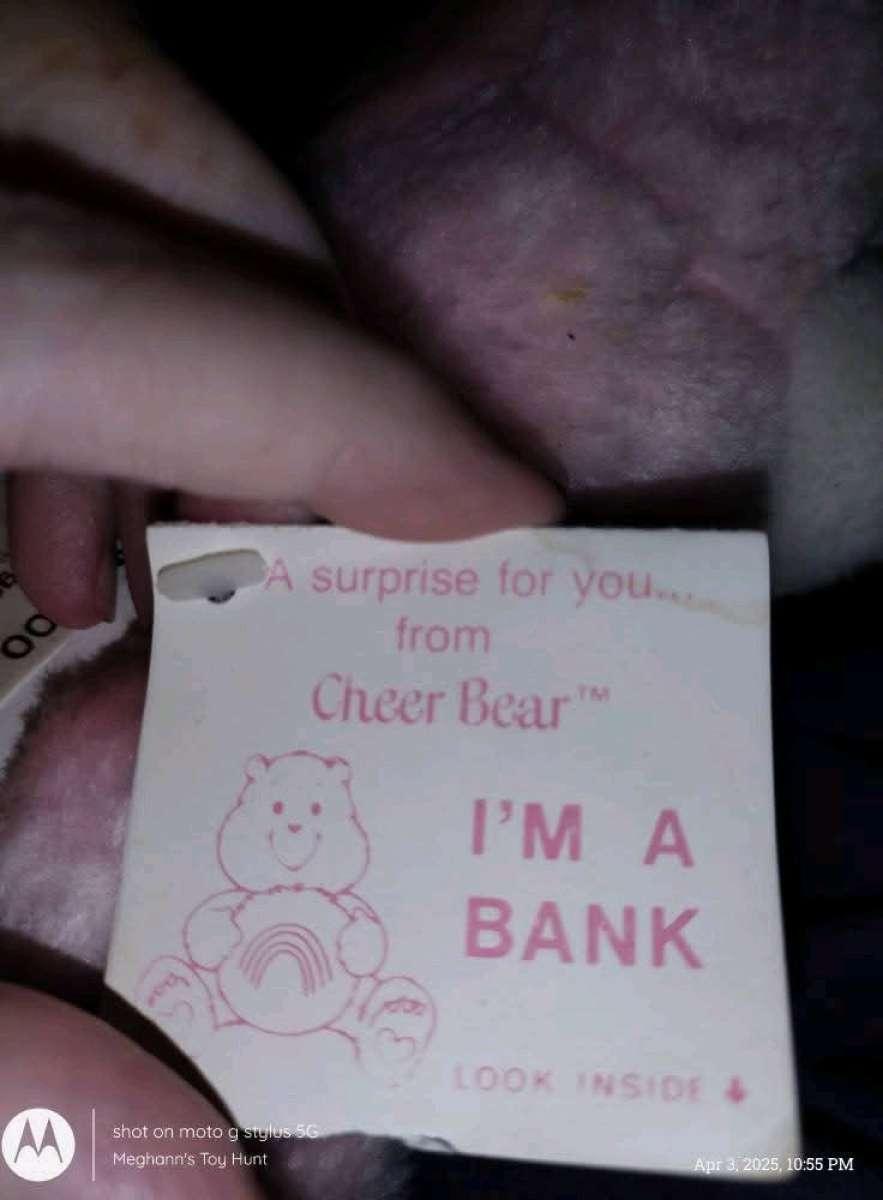 A surprise for you....
from
Cheer Bear™
I'M A
BANK
LOOK INSIDE ↓
shot on moto g stylus 5G
Meghann's Toy Hunt
Apr 3, 2025, 10:55 PM